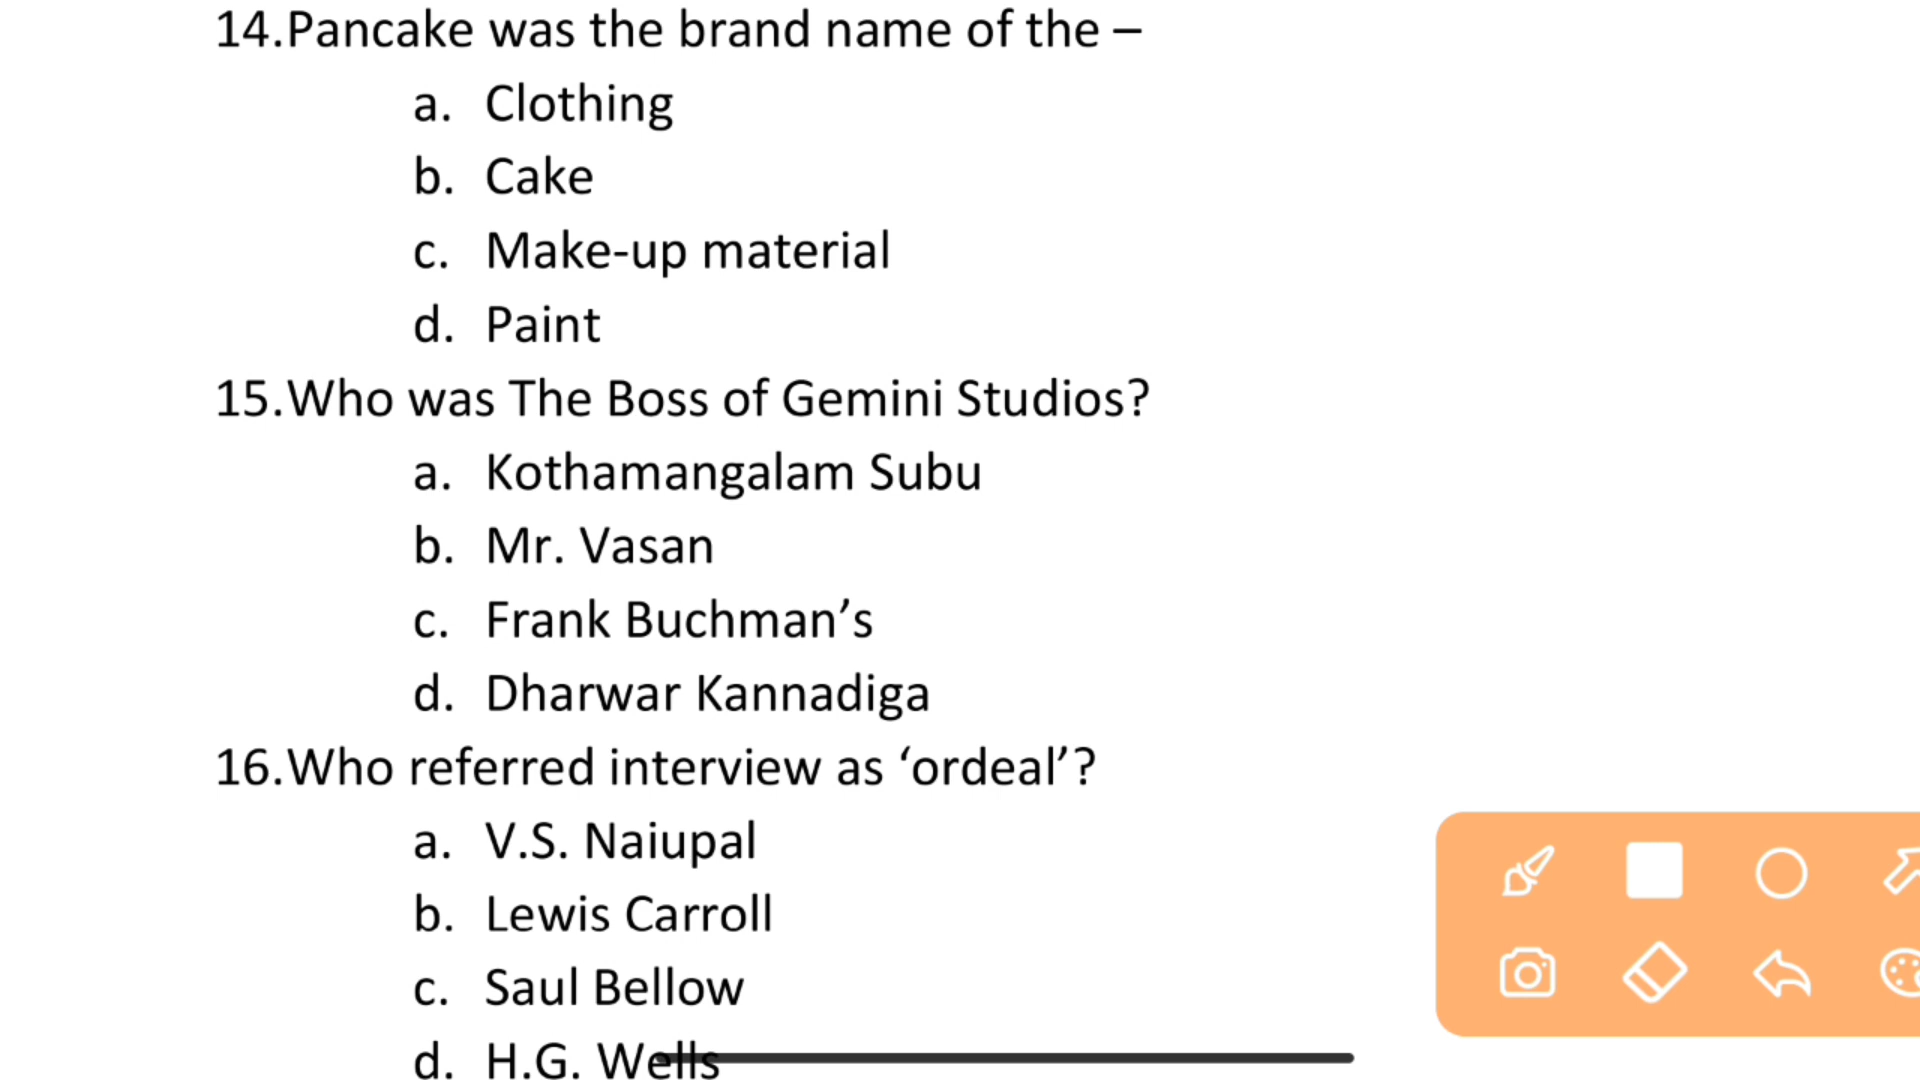 14.Pancake was the brand name of the –
a. Clothing
b. Cake
c. Make-up material
d. Paint
15.Who was The Boss of Gemini Studios?
a. Kothamangalam Subu
b. Mr. Vasan
c. Frank Buchman’s
d. Dharwar Kannadiga
16.Who referred interview as ‘ordeal’?
a. V.S. Naiupal
b. Lewis Carroll
c. Saul Bellow
d. H.G. Wells